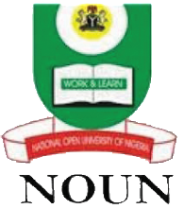 WORK & LEARN
NATIONAL OPEN UNIVERSITY OF NIGERIA
NOUN